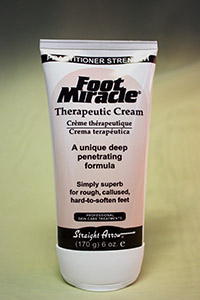 PRACTITIONER STRENGTH
Foot
Miracle®
Therapeutic Cream
Crème thérapeutique
Crema terapéutica
A unique deep
penetrating
formula
Simply superb
for rough, callused,
hard-to-soften feet
PROFESSIONAL
SKIN CARE TREATMENTS
Straight Arrow
(170 g) 6 oz. e